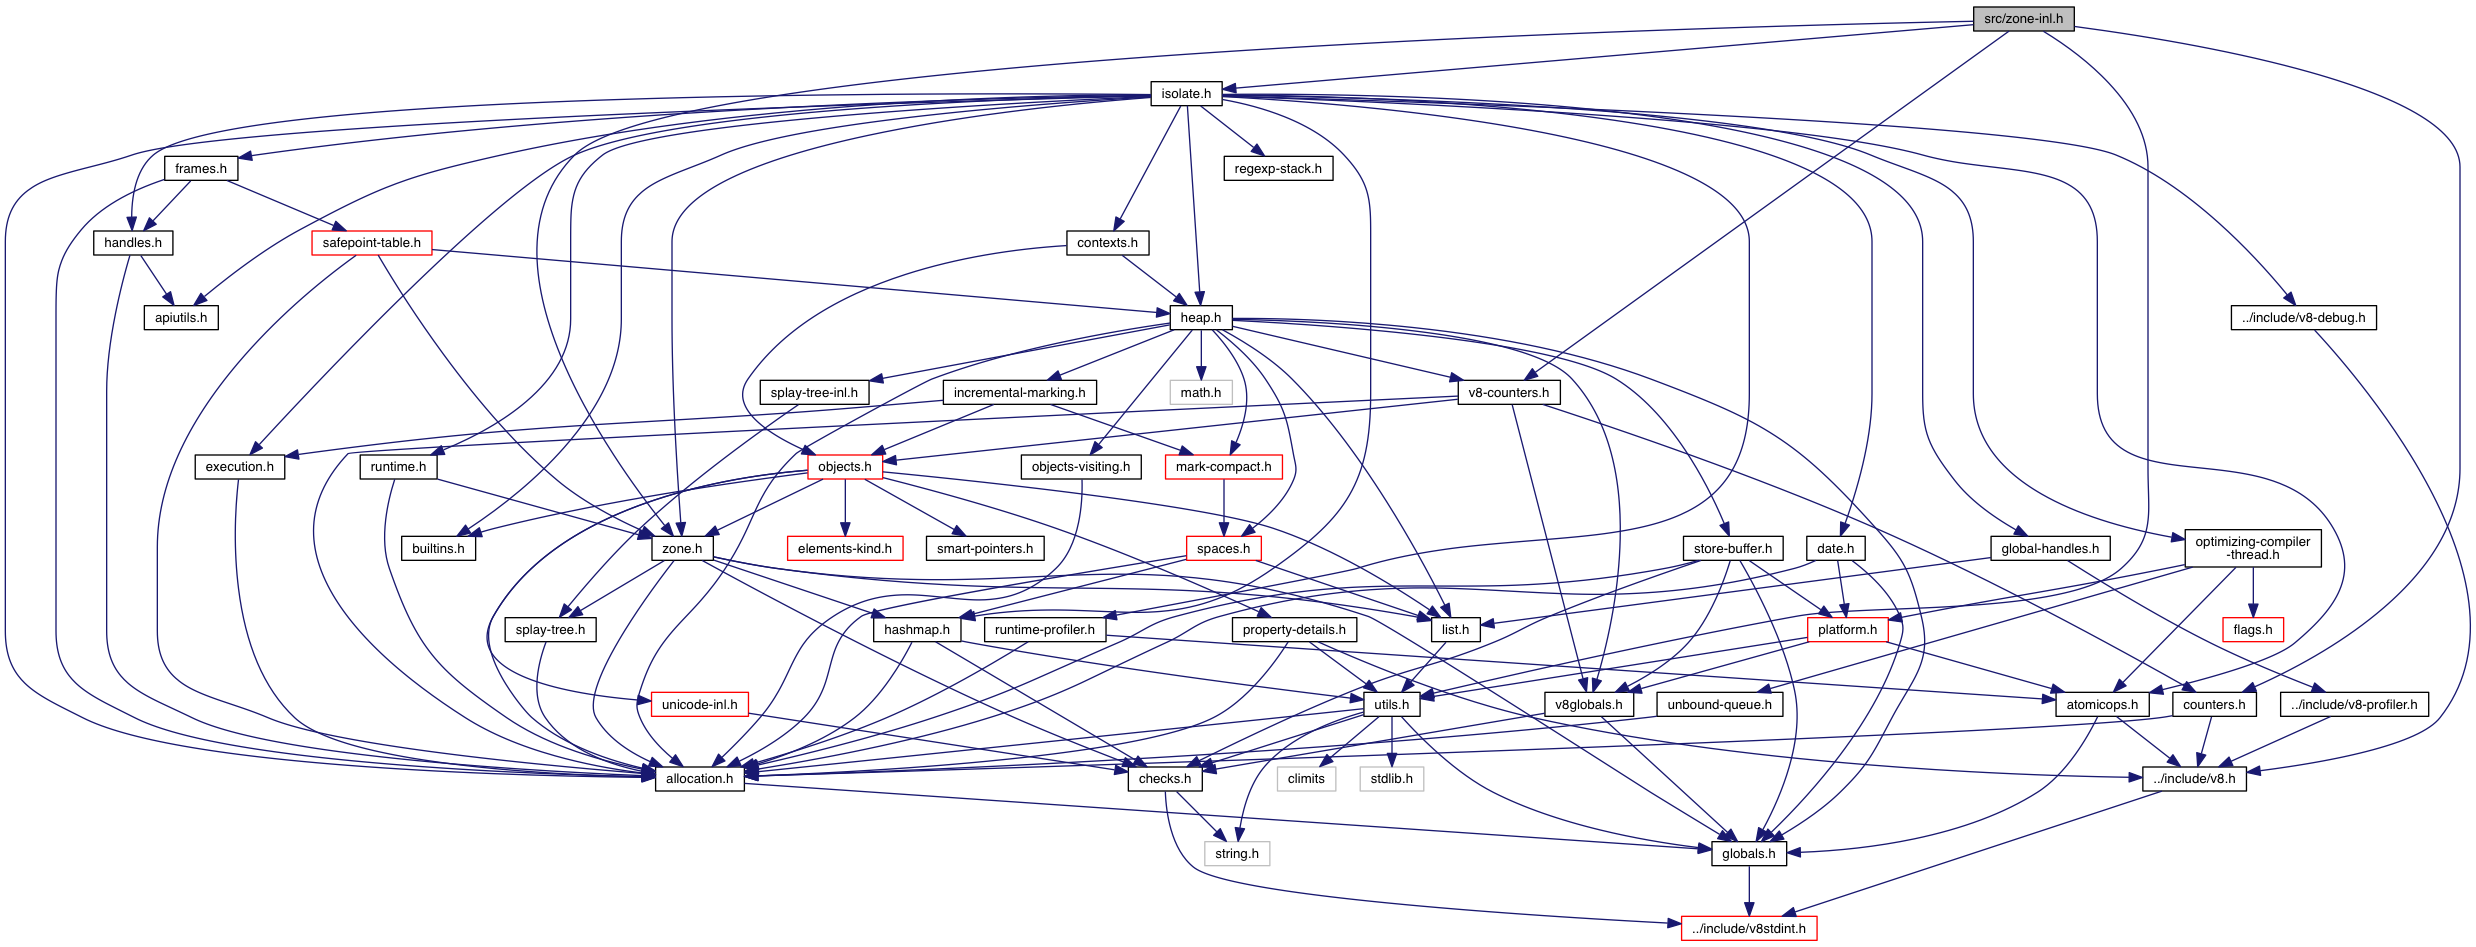 src/zone-inl.h
isolate.h
frames.h
regexp-stack.h
handles.h
safepoint-table.h
contexts.h
apiutils.h
heap.h
../include/v8-debug.h
splay-tree-inl.h
incremental-marking.h
math.h
v8-counters.h
execution.h
runtime.h
objects.h
objects-visiting.h
mark-compact.h
builtins.h
zone.h
elements-kind.h
smart-pointers.h
spaces.h
store-buffer.h
date.h
global-handles.h
optimizing-compiler
-thread.h
splay-tree.h
hashmap.h
runtime-profiler.h
property-details.h
list.h
platform.h
flags.h
unicode-inl.h
utils.h
v8globals.h
unbound-queue.h
atomicops.h
counters.h
../include/v8-profiler.h
allocation.h
checks.h
climits
stdlib.h
../include/v8.h
string.h
globals.h
../include/v8stdint.h